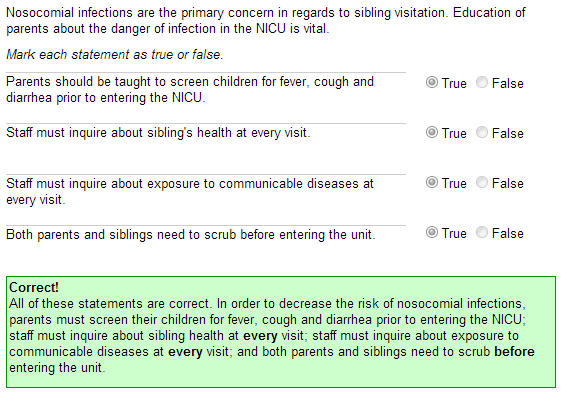 Nosocomial infections are the primary concern in regards to sibling visitation. Education of
parents about the danger of infection in the NICU is vital.
Mark each statement as true or false.
Parents should be taught to screen children for fever, cough and
diarrhea prior to entering the NICU.
True False
Staff must inquire about sibling's health at every visit.
True False
Staff must inquire about exposure to communicable diseases at
every visit.
True False
Both parents and siblings need to scrub before entering the unit.
True False
Correct!
All of these statements are correct. In order to decrease the risk of nosocomial infections,
parents must screen their children for fever, cough and diarrhea prior to entering the NICU;
staff must inquire about sibling health at every visit; staff must inquire about exposure to
communicable diseases at every visit; and both parents and siblings need to scrub before
entering the unit.